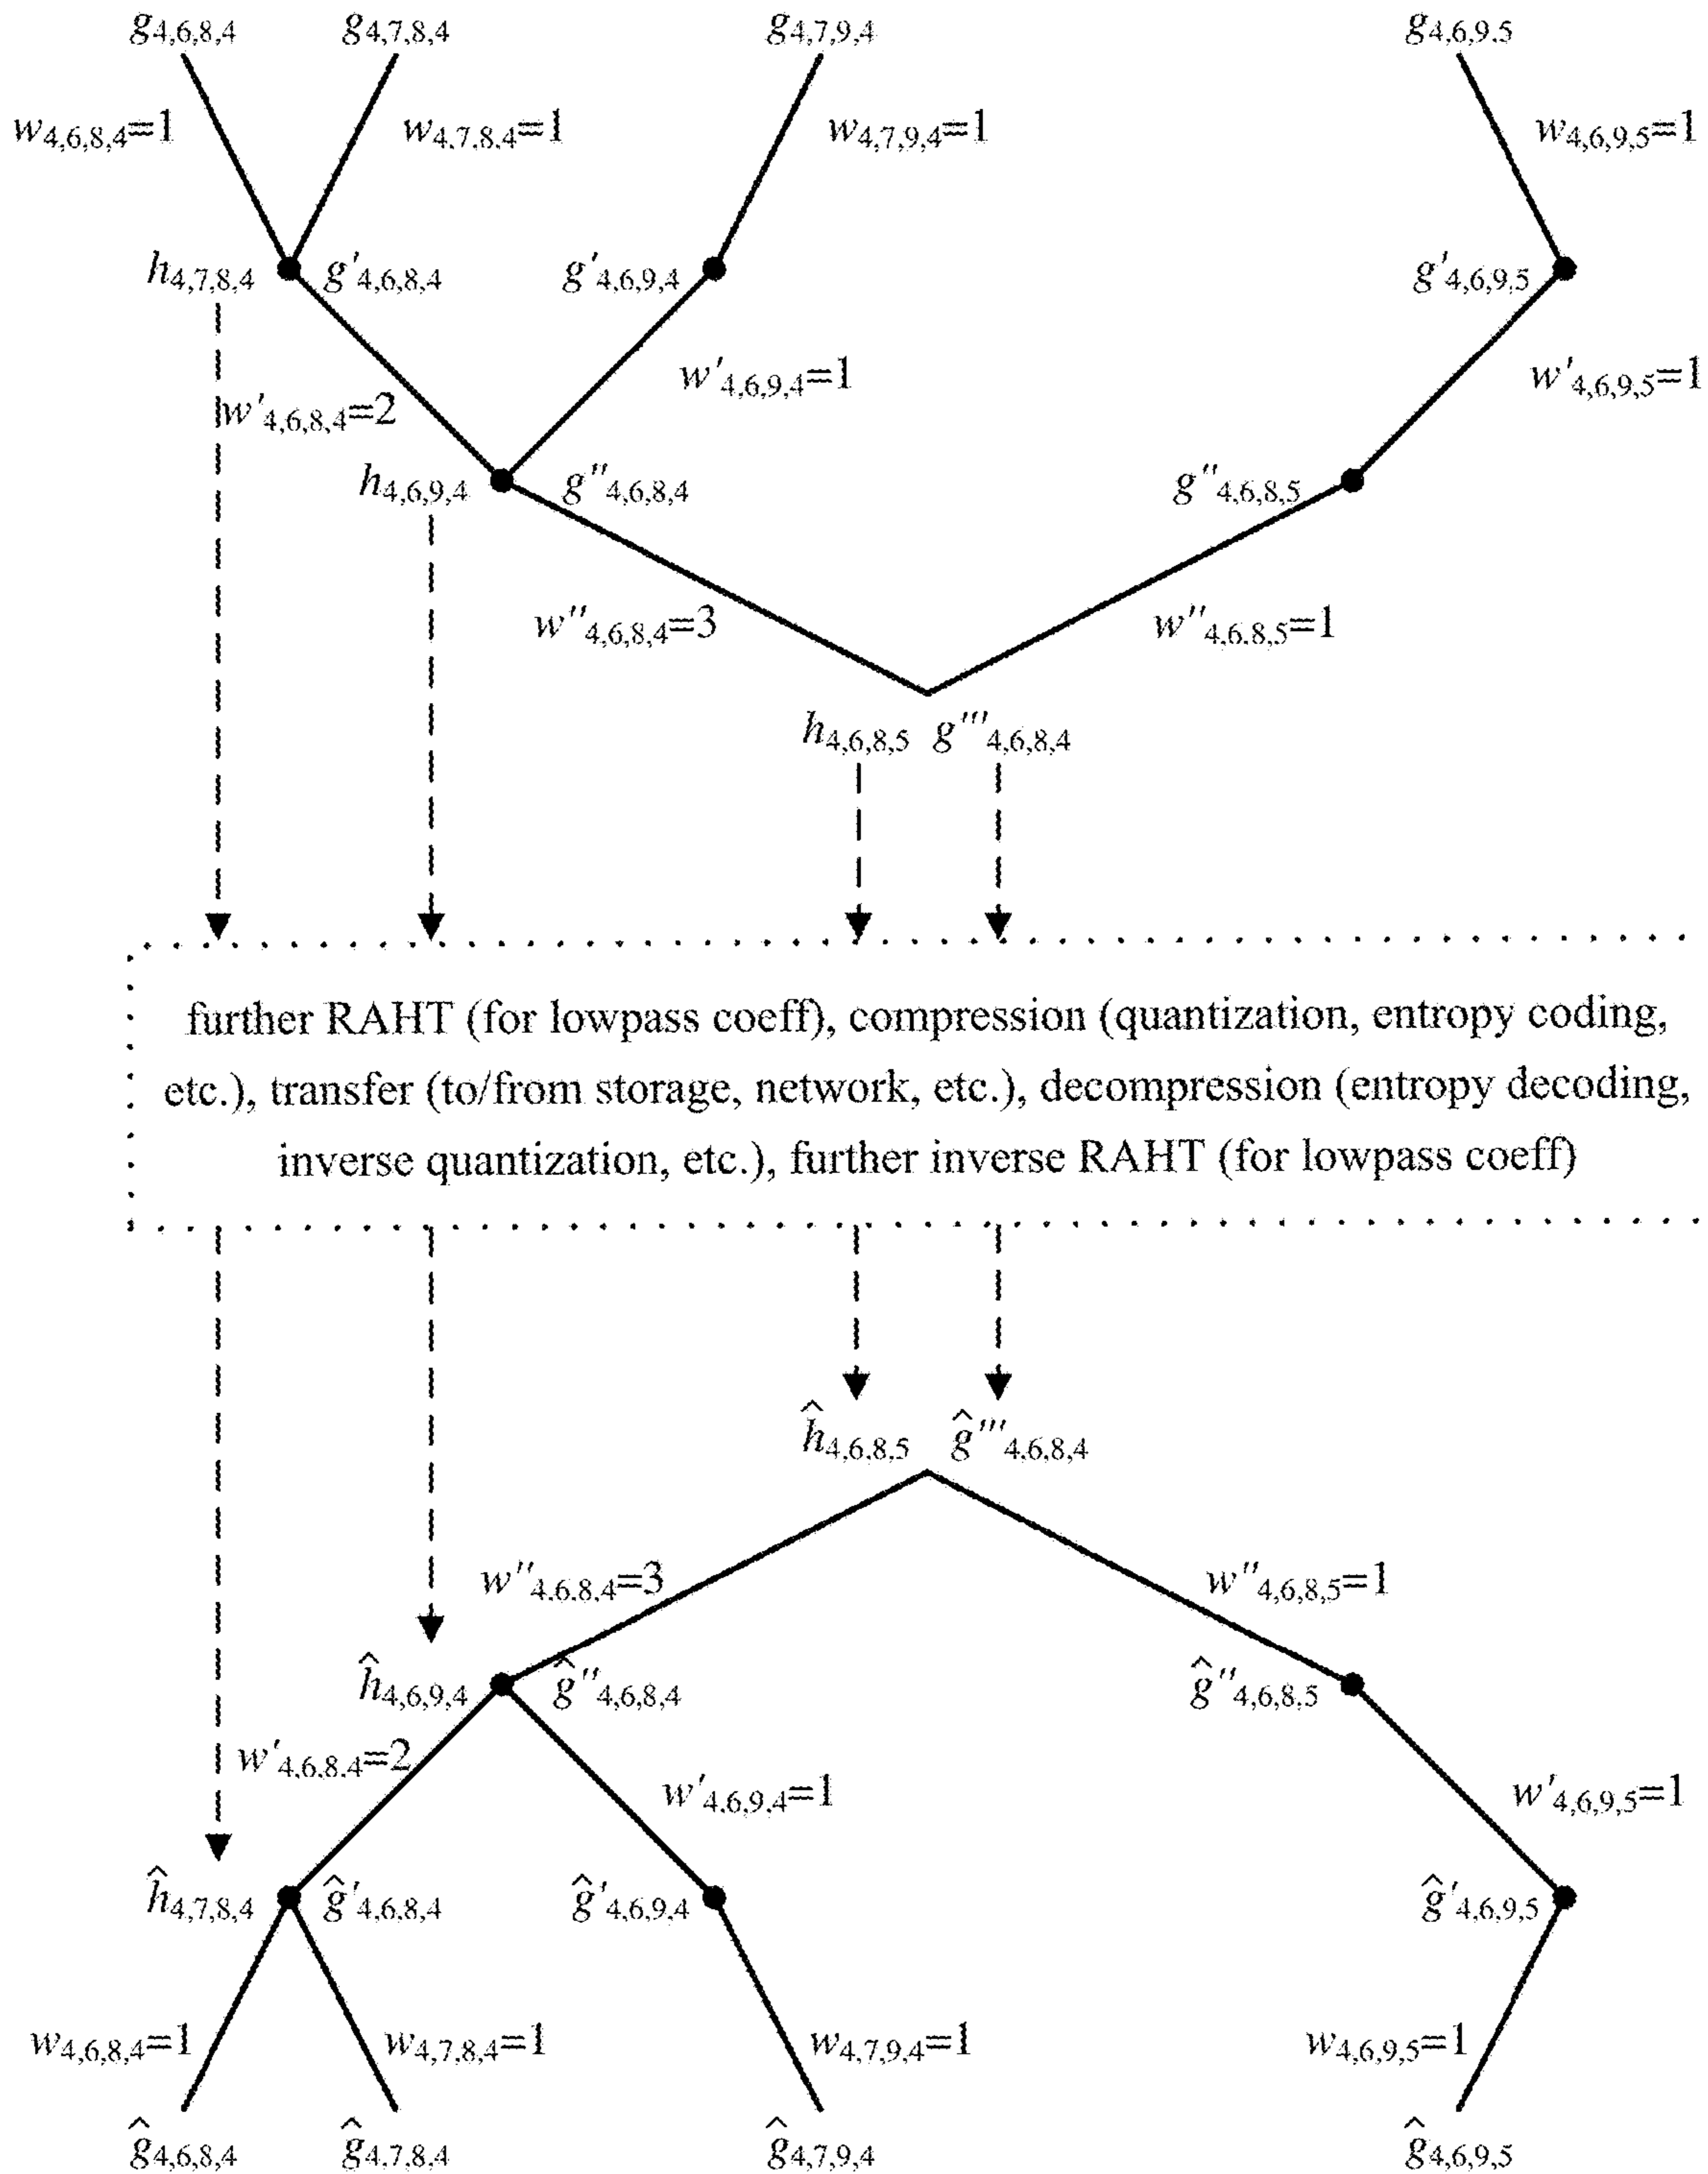 g4,6,8,4 g4,7,8,4 g4,7,9,4 g4,6,9,5
w4,6,8,4=1 w4,7,8,4=1 w4,7,9,4=1 w4,6,9,5=1
h4,7,8,4 g'4,6,8,4 g'4,6,9,4 g'4,6,9,5
w'4,6,8,4=2 w'4,6,9,4=1 w'4,6,9,5=1
h4,6,9,4 g''4,6,8,4 g''4,6,8,5
w''4,6,8,4=3 w''4,6,8,5=1
h4,6,8,5 g'''4,6,8,4
further RAHT (for lowpass coeff), compression (quantization, entropy coding,
etc.), transfer (to/from storage, network, etc.), decompression (entropy decoding,
inverse quantization, etc.), further inverse RAHT (for lowpass coeff)
ĥ4,6,8,5 ĝ'''4,6,8,4
w''4,6,8,4=3 w''4,6,8,5=1
ĥ4,6,9,4 ĝ''4,6,8,4 ĝ''4,6,8,5
w'4,6,8,4=2 w'4,6,9,4=1 w'4,6,9,5=1
ĥ4,7,8,4 ĝ'4,6,8,4 ĝ'4,6,9,4 ĝ'4,6,9,5
w4,6,8,4=1 w4,7,8,4=1 w4,7,9,4=1 w4,6,9,5=1
ĝ4,6,8,4 ĝ4,7,8,4 ĝ4,7,9,4 ĝ4,6,9,5